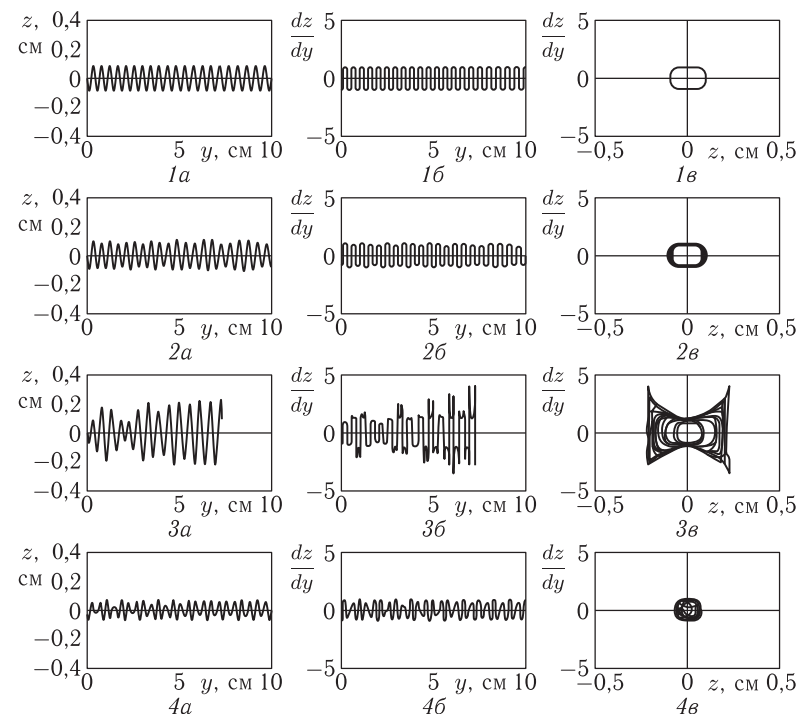 z, 0,4 см 0,2 0 −0,2 −0,4 0 5 y, см 10
1а
dz/dy 5 0 −5 0 5 y, см 10
1б
dz/dy 5 0 −5 −0,5 0 z, см 0,5
1в
z, 0,4 см 0,2 0 −0,2 −0,4 0 5 y, см 10
2а
dz/dy 5 0 −5 0 5 y, см 10
2б
dz/dy 5 0 −5 −0,5 0 z, см 0,5
2в
z, 0,4 см 0,2 0 −0,2 −0,4 0 5 y, см 10
3а
dz/dy 5 0 −5 0 5 y, см 10
3б
dz/dy 5 0 −5 −0,5 0 z, см 0,5
3в
z, 0,4 см 0,2 0 −0,2 −0,4 0 5 y, см 10
4а
dz/dy 5 0 −5 0 5 y, см 10
4б
dz/dy 5 0 −5 −0,5 0 z, см 0,5
4в